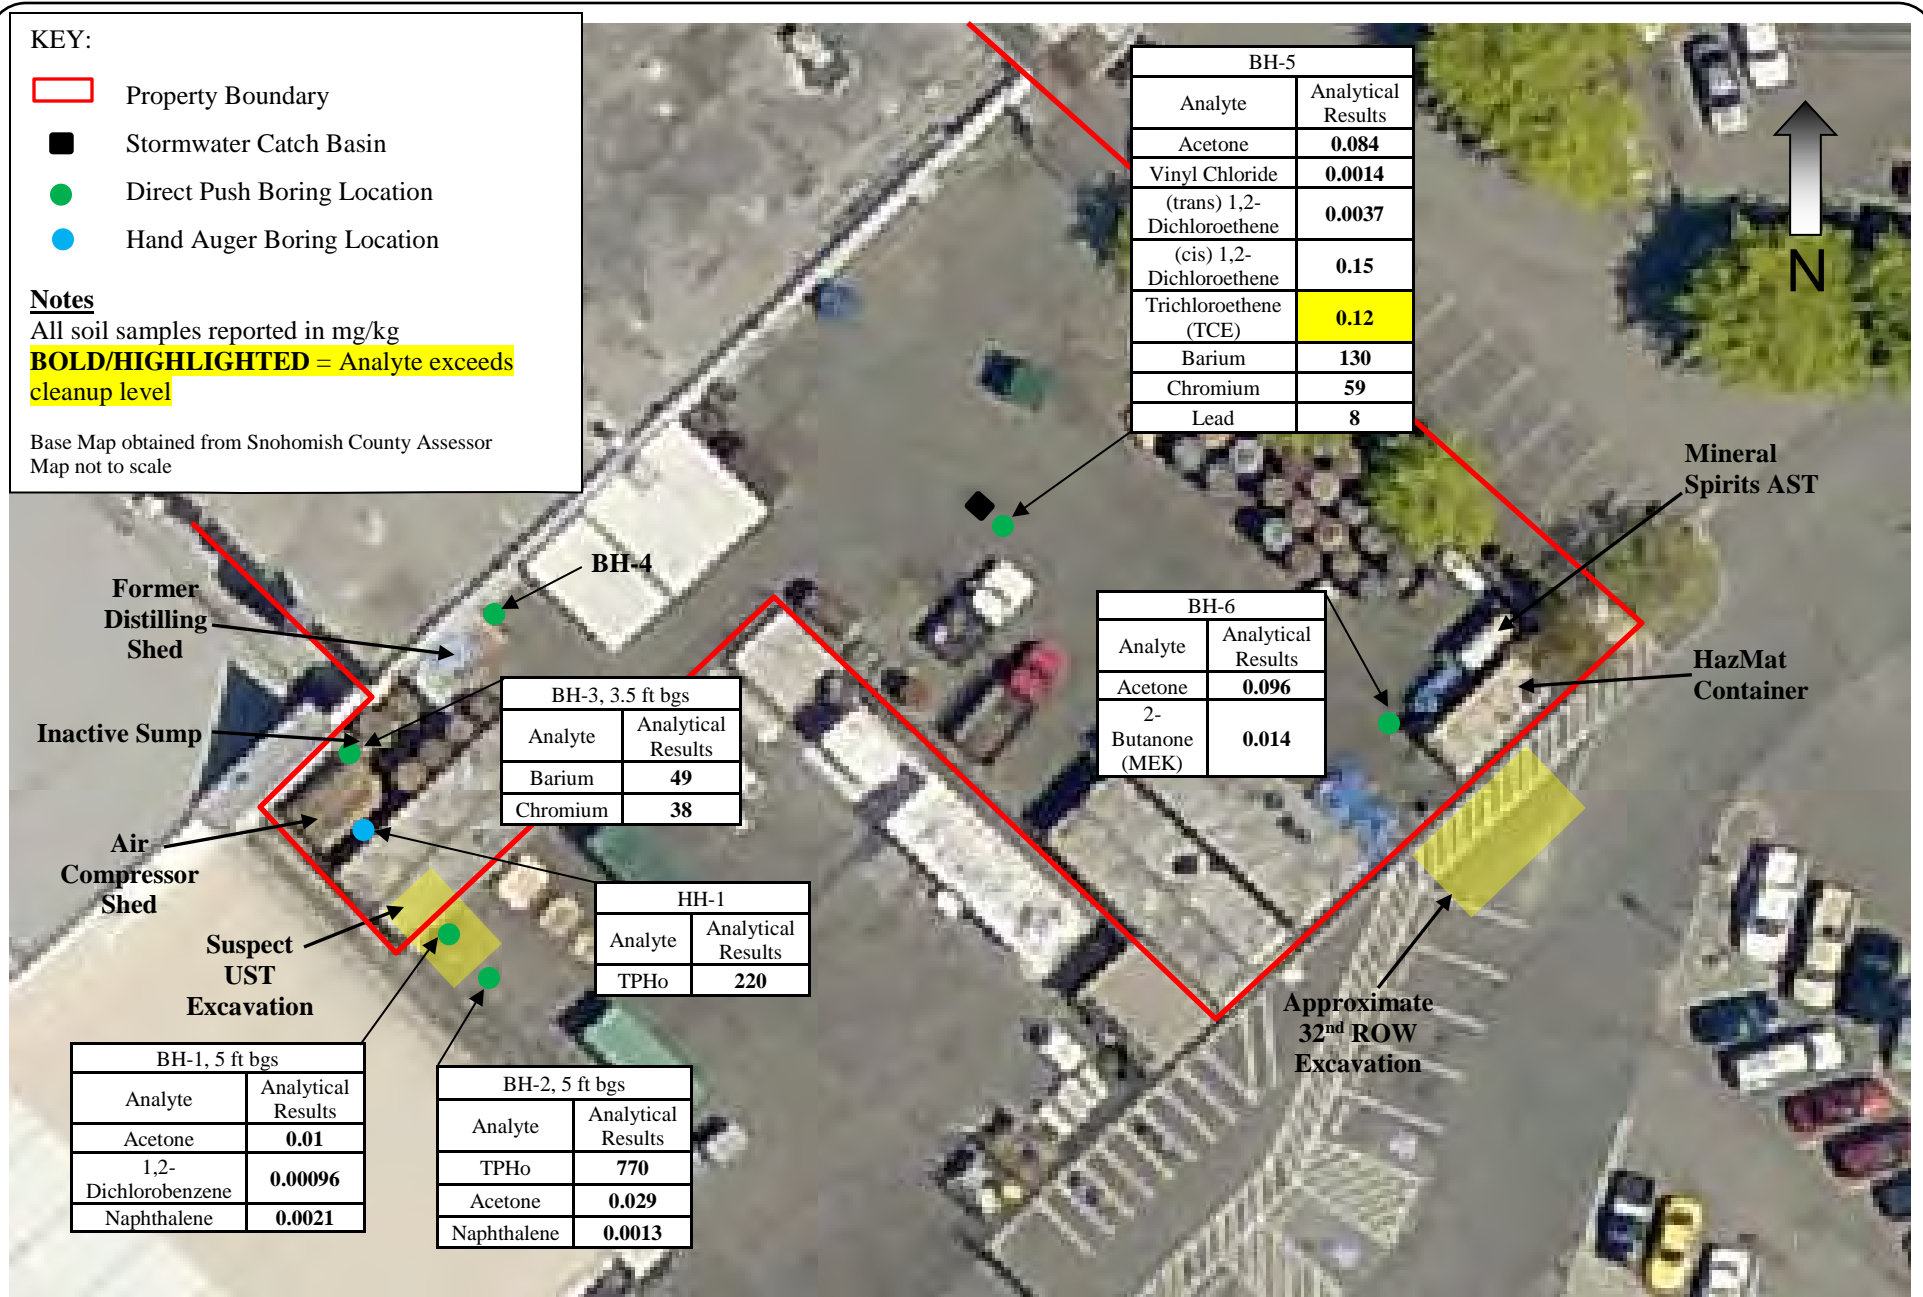 KEY:
Property Boundary
Stormwater Catch Basin
Direct Push Boring Location
Hand Auger Boring Location
Notes
All soil samples reported in mg/kg
BOLD/HIGHLIGHTED = Analyte exceeds
cleanup level
Base Map obtained from Snohomish County Assessor
Map not to scale
BH-5
Analyte
Analytical
Results
Acetone
0.084
Vinyl Chloride
0.0014
(trans) 1,2-
Dichloroethene
0.0037
(cis) 1,2-
Dichloroethene
0.15
Trichloroethene
(TCE)
0.12
Barium
130
Chromium
59
Lead
8
N
Mineral
Spirits AST
BH-4
Former
Distilling
Shed
BH-6
Analyte
Analytical
Results
Acetone
0.096
2-
Butanone
(MEK)
0.014
HazMat
Container
Inactive Sump
BH-3, 3.5 ft bgs
Analyte
Analytical
Results
Barium
49
Chromium
38
Air
Compressor
Shed
HH-1
Analyte
Analytical
Results
TPHo
220
Suspect
UST
Excavation
Approximate
32nd ROW
Excavation
BH-1, 5 ft bgs
Analyte
Analytical
Results
Acetone
0.01
1,2-
Dichlorobenzene
0.00096
Naphthalene
0.0021
BH-2, 5 ft bgs
Analyte
Analytical
Results
TPHo
770
Acetone
0.029
Naphthalene
0.0013